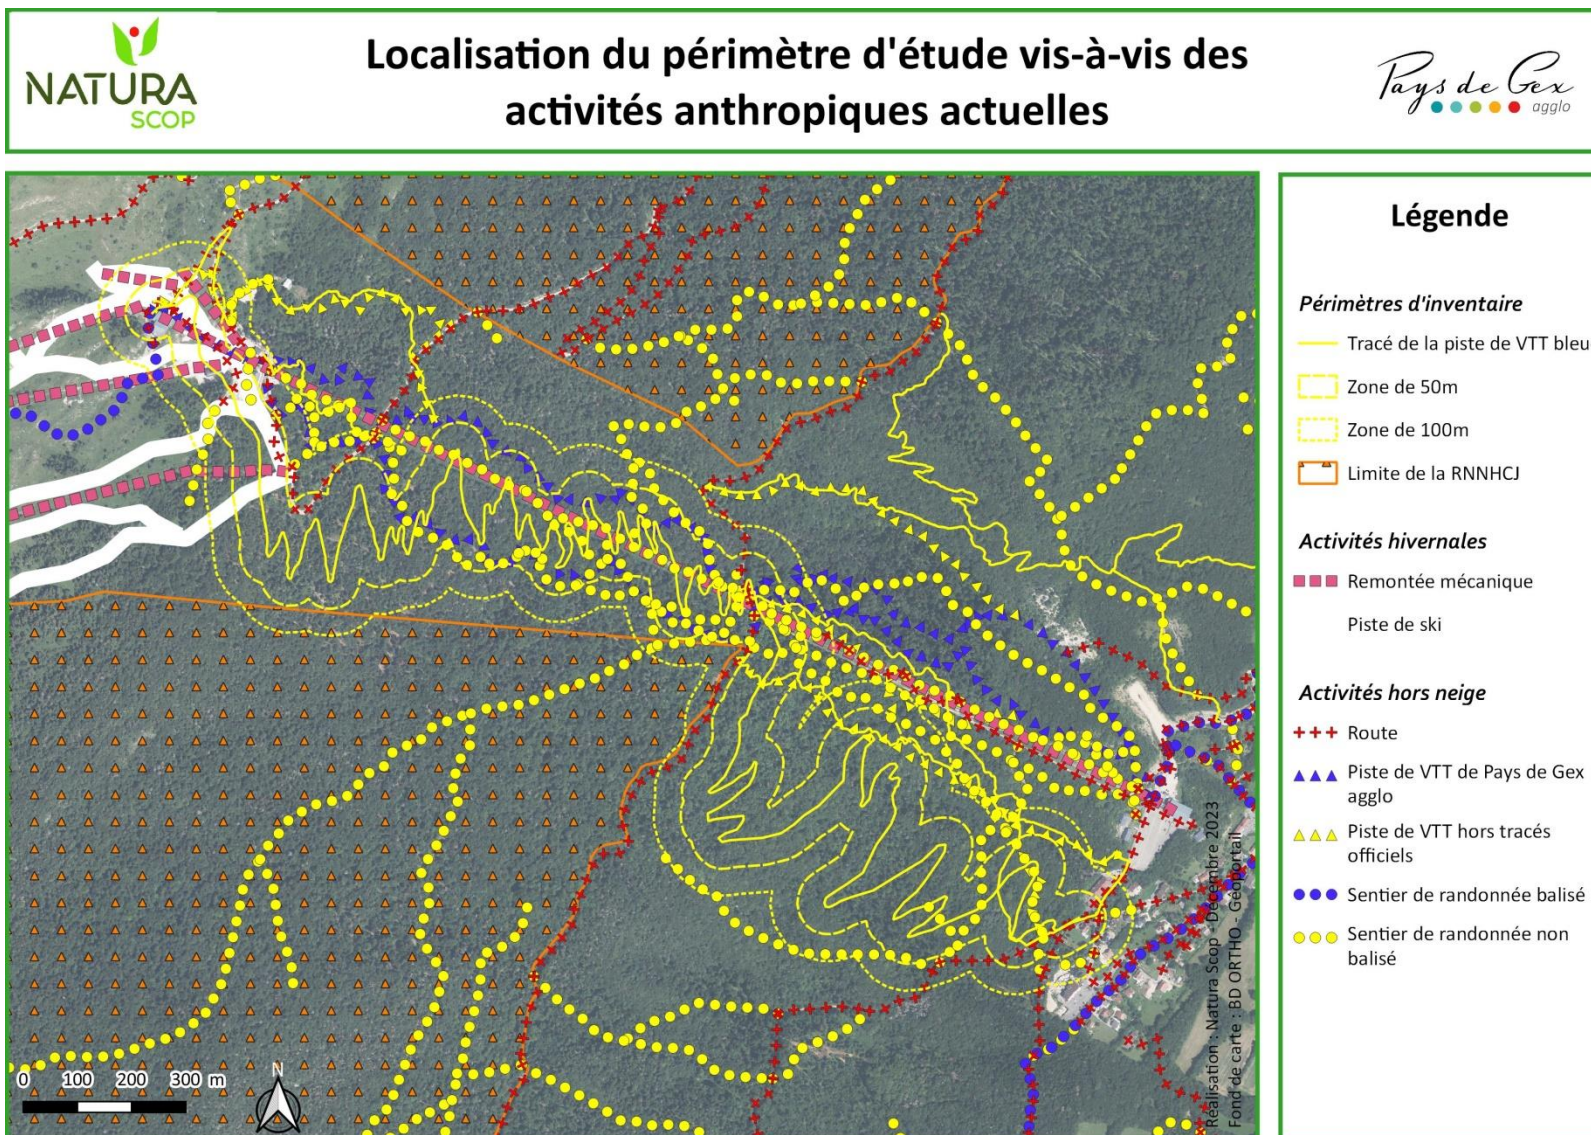 NATURA
SCOP
Localisation du périmètre d'étude vis-à-vis des
activités anthropiques actuelles
Pays de Gex
agglo
Légende
Périmètres d'inventaire
Tracé de la piste de VTT bleu
Zone de 50m
Zone de 100m
Limite de la RNNHCJ
Activités hivernales
Remontée mécanique
Piste de ski
Activités hors neige
Route
Piste de VTT de Pays de Gex
agglo
Piste de VTT hors tracés
officiels
Sentier de randonnée balisé
Sentier de randonnée non
balisé
0 100 200 300 m
N
Réalisation : Natura Scop - Décembre 2023
Fond de carte : BD ORTHO - Géoportail